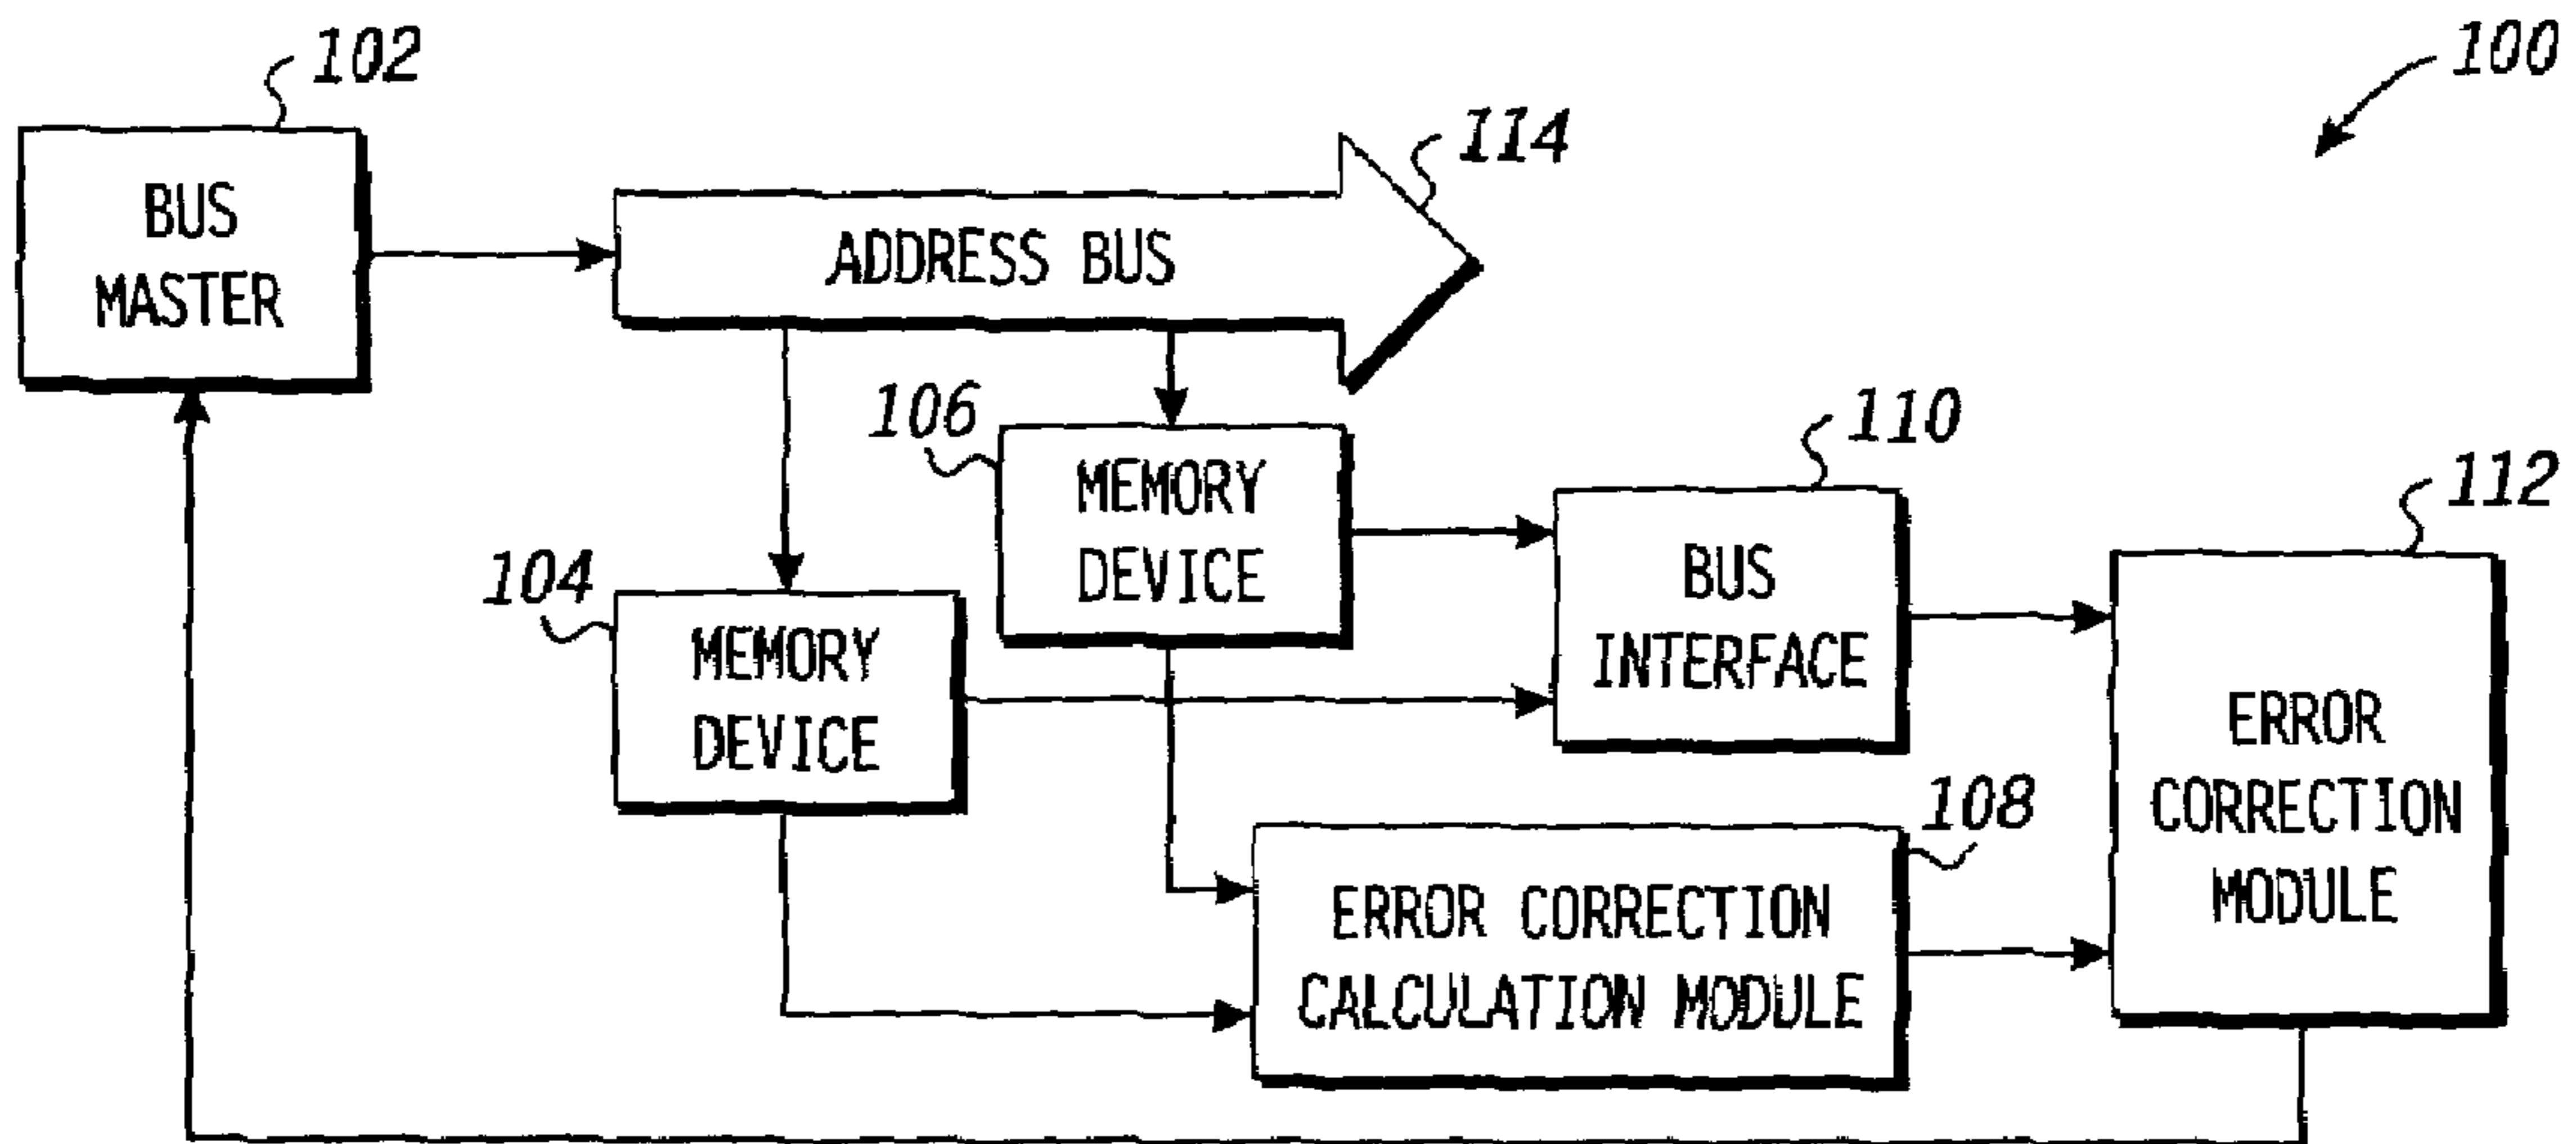 102
100
BUS
MASTER
114
ADDRESS BUS
106
MEMORY
DEVICE
110
BUS
INTERFACE
112
ERROR
CORRECTION
MODULE
104
MEMORY
DEVICE
108
ERROR CORRECTION
CALCULATION MODULE